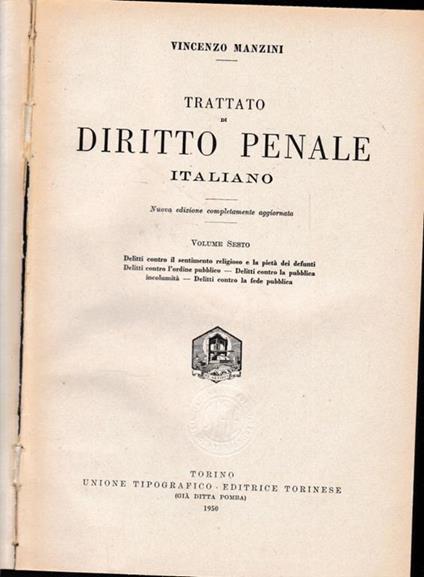 VINCENZO MANZINI
TRATTATO
DI
DIRITTO PENALE
ITALIANO
Nuova edizione completamente aggiornata
VOLUME SESTO
Delitti contro il sentimento religioso e la pietà dei defunti
Delitti contro l'ordine pubblico — Delitti contro la pubblica
incolumità — Delitti contro la fede pubblica
TORINO
UNIONE TIPOGRAFICO - EDITRICE TORINESE
(GIÀ DITTA POMBA)
1950